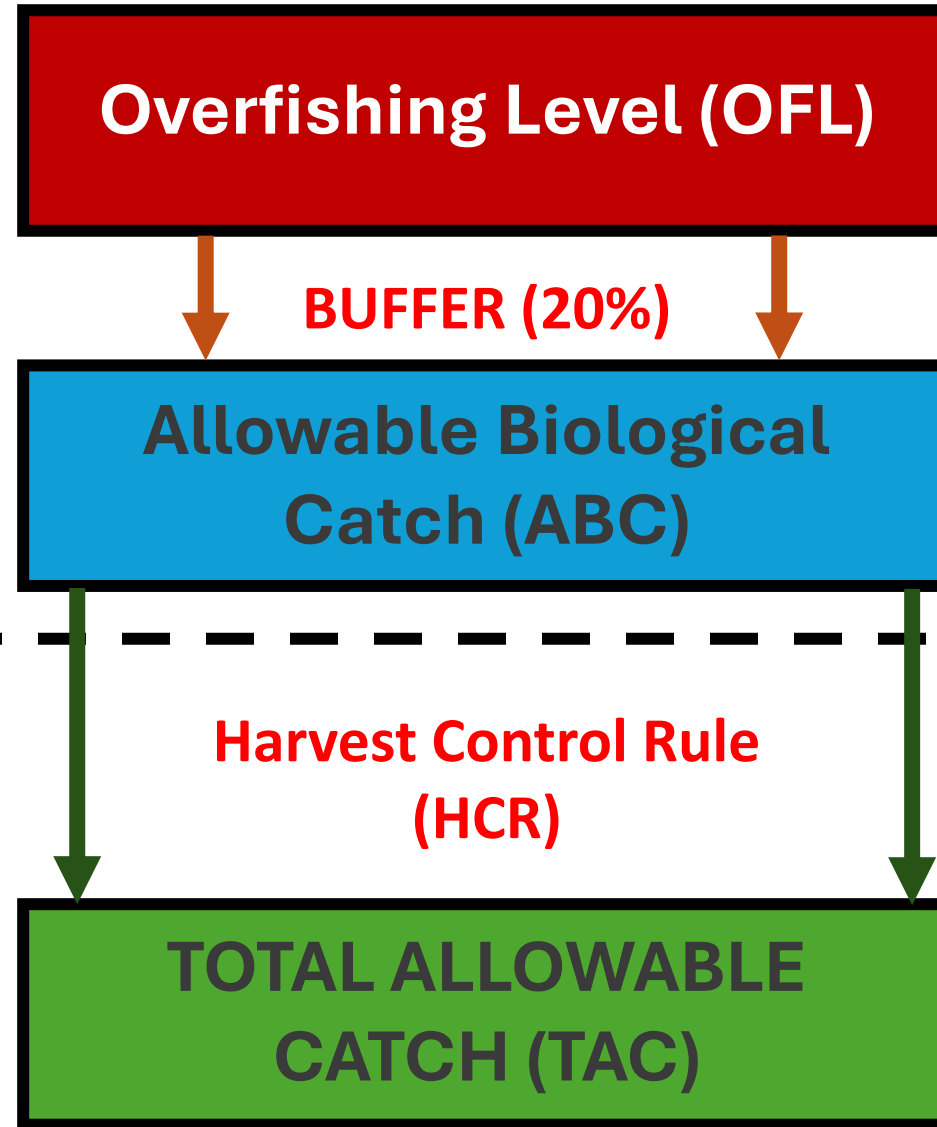 Overfishing Level (OFL)
BUFFER (20%)
Allowable Biological
Catch (ABC)
Harvest Control Rule
(HCR)
TOTAL ALLOWABLE
CATCH (TAC)